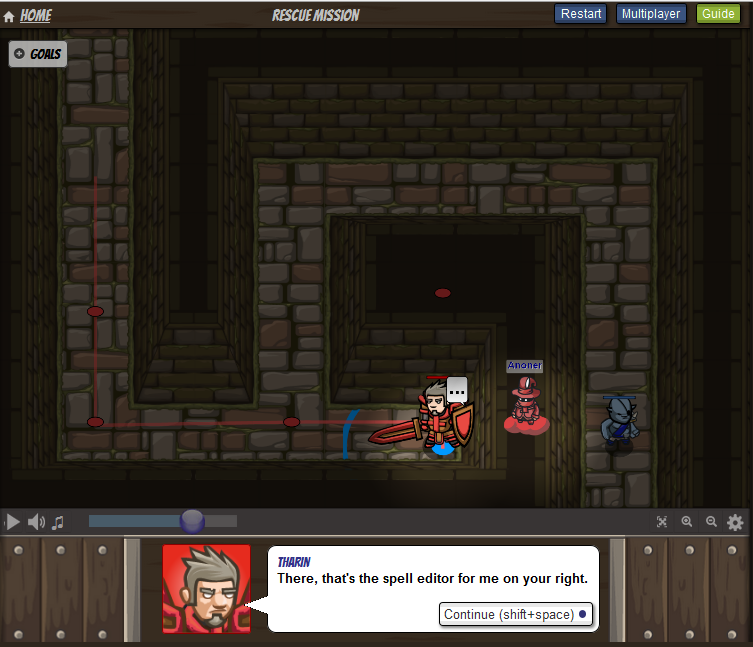 HOME
RESCUE MISSION
Restart
Multiplayer
Guide
GOALS
Anoner
THARIN
There, that's the spell editor for me on your right.
Continue (shift+space)